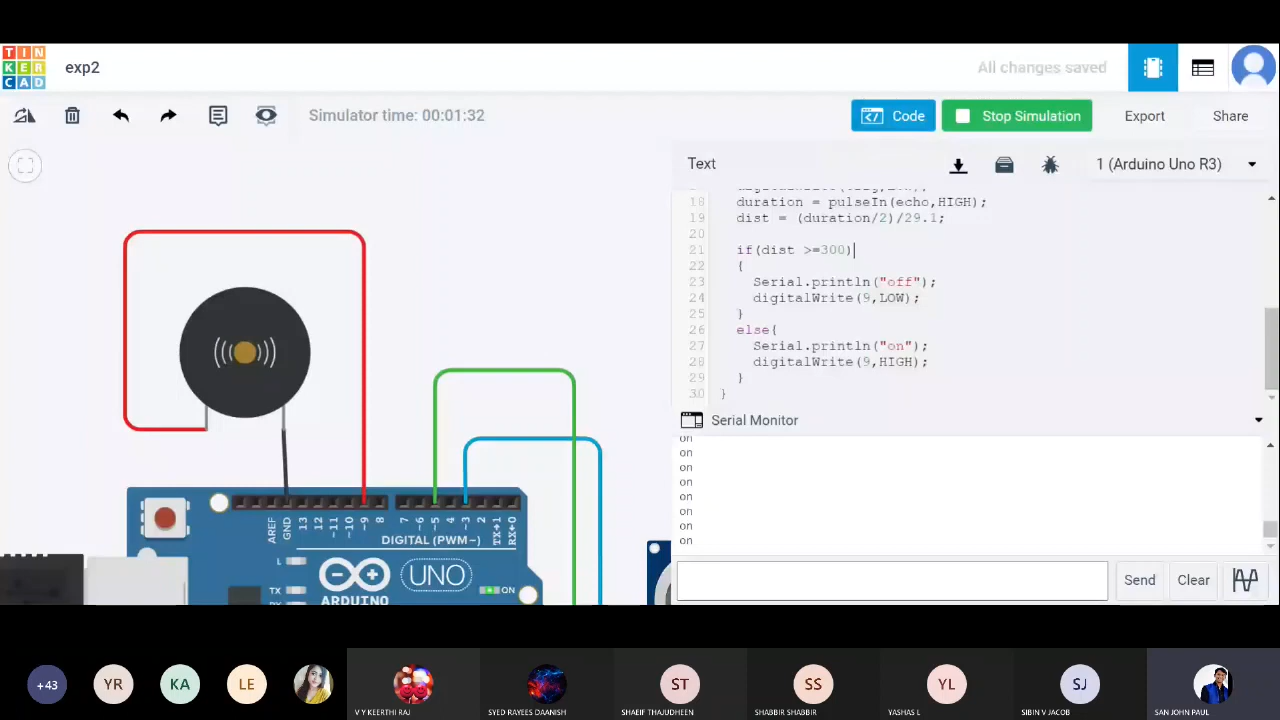 TIN
KER
CAD
exp2
All changes saved
Simulator time: 00:01:32
Code
Stop Simulation
Export
Share
Text
1 (Arduino Uno R3)
18 duration = pulseIn(echo,HIGH);
19 dist = (duration/2)/29.1;
20
21 if(dist >=300)
22 {
23 Serial.println("off");
24 digitalWrite(9,LOW);
25 }
26 else{
27 Serial.println("on");
28 digitalWrite(9,HIGH);
29 }
30 }
Serial Monitor
on
on
on
on
on
on
on
on
Send
Clear
AREF
GND
13
12
~11
~10
~9
8
7
~6
~5
4
~3
2
TX→1
RX←0
DIGITAL (PWM~)
L
TX
UNO
ON
ARDUINO
+43
YR
KA
LE
V Y KEERTHI RAJ
SYED RAYEES DAANISH
ST
SHAEIF THAJUDHEEN
SS
SHABBIR SHABBIR
YL
YASHAS L
SJ
SIBIN V JACOB
SAN JOHN PAUL